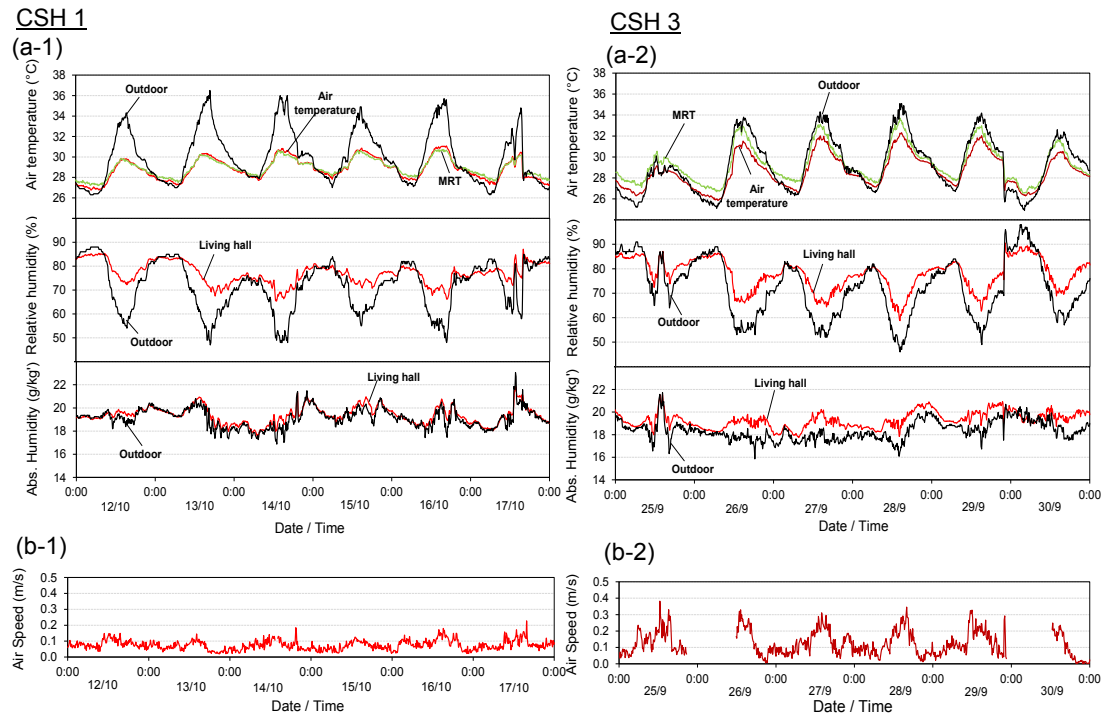 CSH 1
(a-1)
Air temperature (°C)
38
36
34
32
30
28
26
Outdoor
Air
temperature
MRT
Relative humidity (%)
90
80
70
60
50
Living hall
Outdoor
Abs. Humidity (g/kg')
22
20
18
16
14
Living hall
Outdoor
0:00 0:00 0:00 0:00 0:00 0:00 0:00
12/10 13/10 14/10 15/10 16/10 17/10
Date / Time
(b-1)
Air Speed (m/s)
0.5
0.4
0.3
0.2
0.1
0.0
0:00 0:00 0:00 0:00 0:00 0:00 0:00
12/10 13/10 14/10 15/10 16/10 17/10
Date / Time
CSH 3
(a-2)
Air temperature (°C)
38
36
34
32
30
28
26
Outdoor
MRT
Air
temperature
Relative humidity (%)
90
80
70
60
50
Living hall
Outdoor
Abs. Humidity (g/kg')
22
20
18
16
14
Living hall
Outdoor
0:00 0:00 0:00 0:00 0:00 0:00 0:00
25/9 26/9 27/9 28/9 29/9 30/9
Date / Time
(b-2)
Air Speed (m/s)
0.5
0.4
0.3
0.2
0.1
0.0
0:00 0:00 0:00 0:00 0:00 0:00 0:00
25/9 26/9 27/9 28/9 29/9 30/9
Date / Time